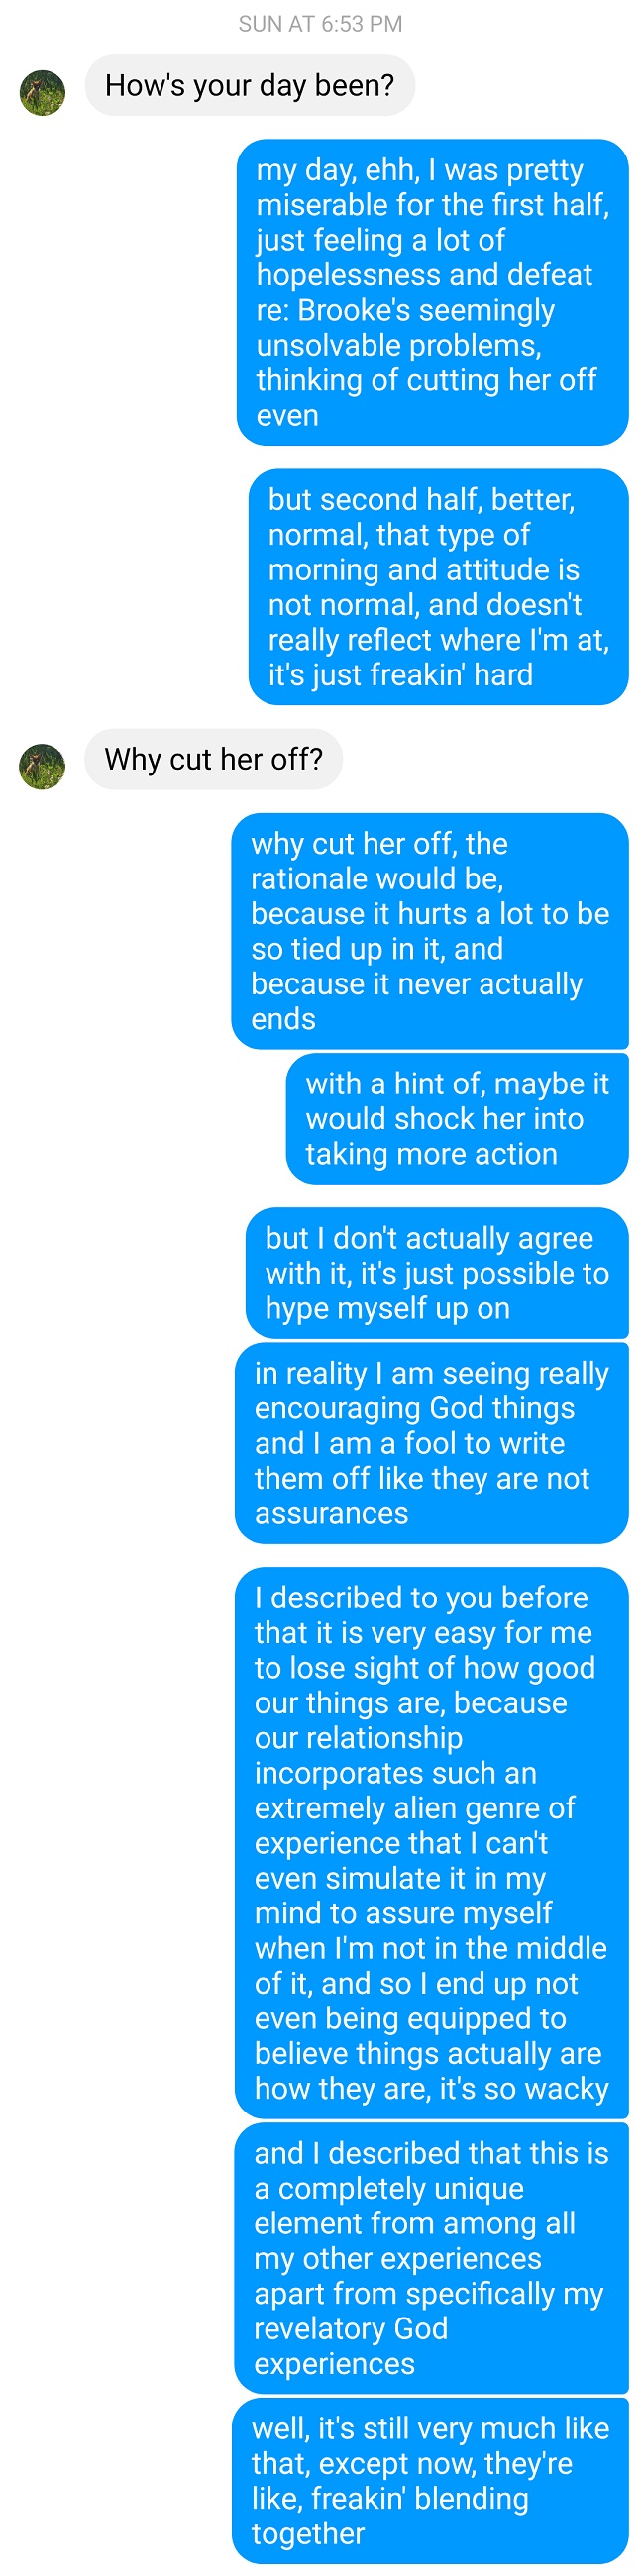 SUN AT 6:53 PM
How's your day been?
my day, ehh, I was pretty
miserable for the first half,
just feeling a lot of
hopelessness and defeat
re: Brooke's seemingly
unsolvable problems,
thinking of cutting her off
even
but second half, better,
normal, that type of
morning and attitude is
not normal, and doesn't
really reflect where I'm at,
it's just freakin' hard
Why cut her off?
why cut her off, the
rationale would be,
because it hurts a lot to be
so tied up in it, and
because it never actually
ends
with a hint of, maybe it
would shock her into
taking more action
but I don't actually agree
with it, it's just possible to
hype myself up on
in reality I am seeing really
encouraging God things
and I am a fool to write
them off like they are not
assurances
I described to you before
that it is very easy for me
to lose sight of how good
our things are, because
our relationship
incorporates such an
extremely alien genre of
experience that I can't
even simulate it in my
mind to assure myself
when I'm not in the middle
of it, and so I end up not
even being equipped to
believe things actually are
how they are, it's so wacky
and I described that this is
a completely unique
element from among all
my other experiences
apart from specifically my
revelatory God
experiences
well, it's still very much like
that, except now, they're
like, freakin' blending
together